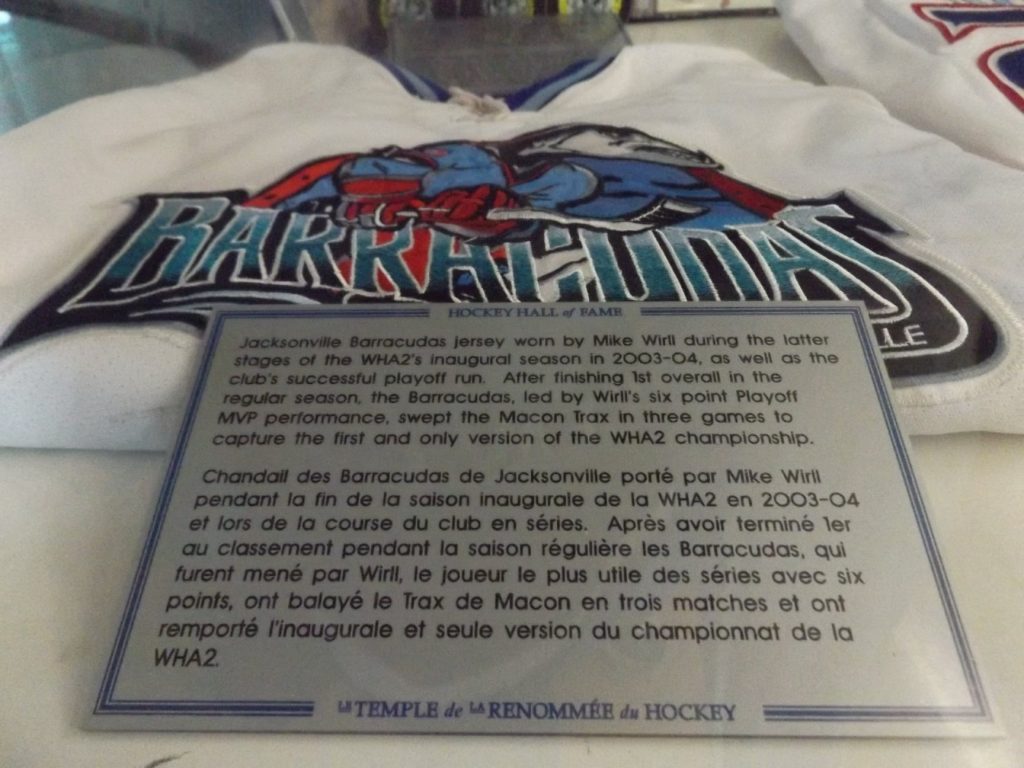 BARRACUDAS
LE
HOCKEY HALL of FAME
Jacksonville Barracudas jersey worn by Mike Wirll during the latter
stages of the WHA2's inaugural season in 2003-04, as well as the
club's successful playoff run. After finishing 1st overall in the
regular season, the Barracudas, led by Wirll's six point Playoff
MVP performance, swept the Macon Trax in three games to
capture the first and only version of the WHA2 championship.
Chandail des Barracudas de Jacksonville porté par Mike Wirll
pendant la fin de la saison inaugurale de la WHA2 en 2003-04
et lors de la course du club en séries. Après avoir terminé 1er
au classement pendant la saison régulière les Barracudas, qui
furent mené par Wirll, le joueur le plus utile des séries avec six
points, ont balayé le Trax de Macon en trois matches et ont
remporté l'inaugurale et seule version du championnat de la
WHA2.
LE TEMPLE de LA RENOMMÉE du HOCKEY